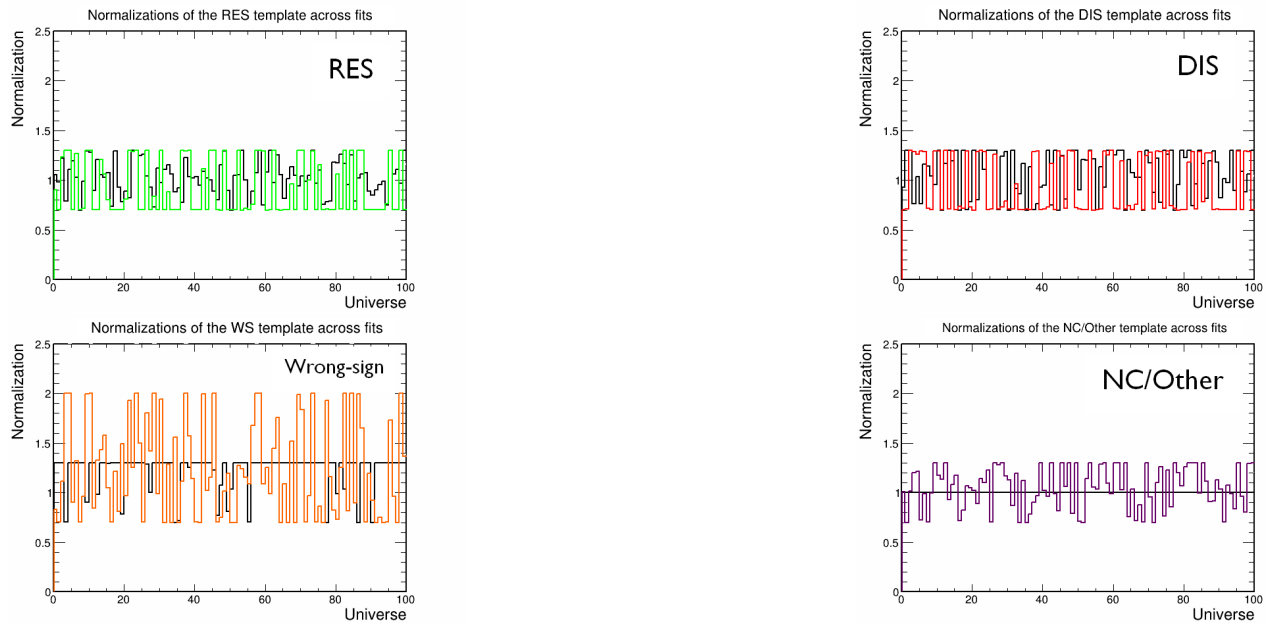 Normalizations of the RES template across fits
Normalization
2.5
2
1.5
1
0.5
0
RES
0 20 40 60 80 100
Universe
Normalizations of the DIS template across fits
Normalization
2.5
2
1.5
1
0.5
0
DIS
0 20 40 60 80 100
Universe
Normalizations of the WS template across fits
Normalization
2.5
2
1.5
1
0.5
0
Wrong-sign
0 20 40 60 80 100
Universe
Normalizations of the NC/Other template across fits
Normalization
2.5
2
1.5
1
0.5
0
NC/Other
0 20 40 60 80 100
Universe